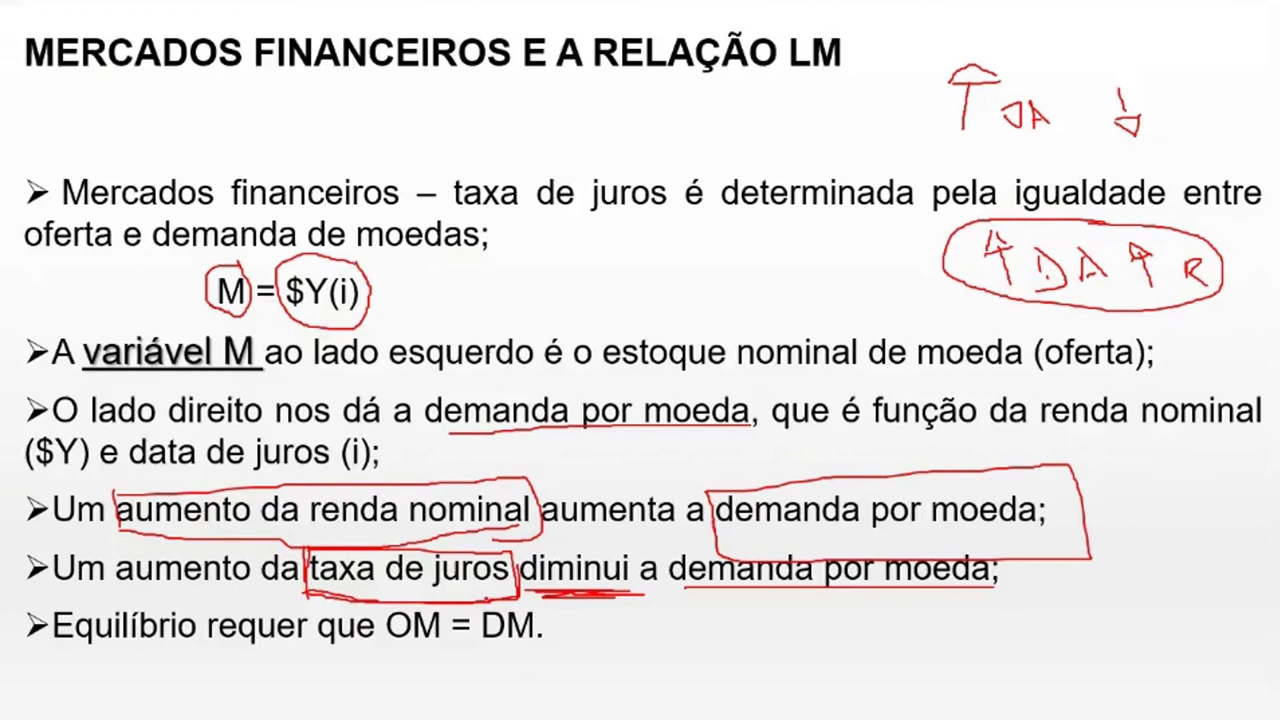 MERCADOS FINANCEIROS E A RELAÇÃO LM
➢ Mercados financeiros – taxa de juros é determinada pela igualdade entre
oferta e demanda de moedas;
↑ DA ↑ R
M = $Y(i)
➢A variável M ao lado esquerdo é o estoque nominal de moeda (oferta);
➢O lado direito nos dá a demanda por moeda, que é função da renda nominal
($Y) e data de juros (i);
➢Um aumento da renda nominal aumenta a demanda por moeda;
➢Um aumento da taxa de juros diminui a demanda por moeda;
➢Equilíbrio requer que OM = DM.